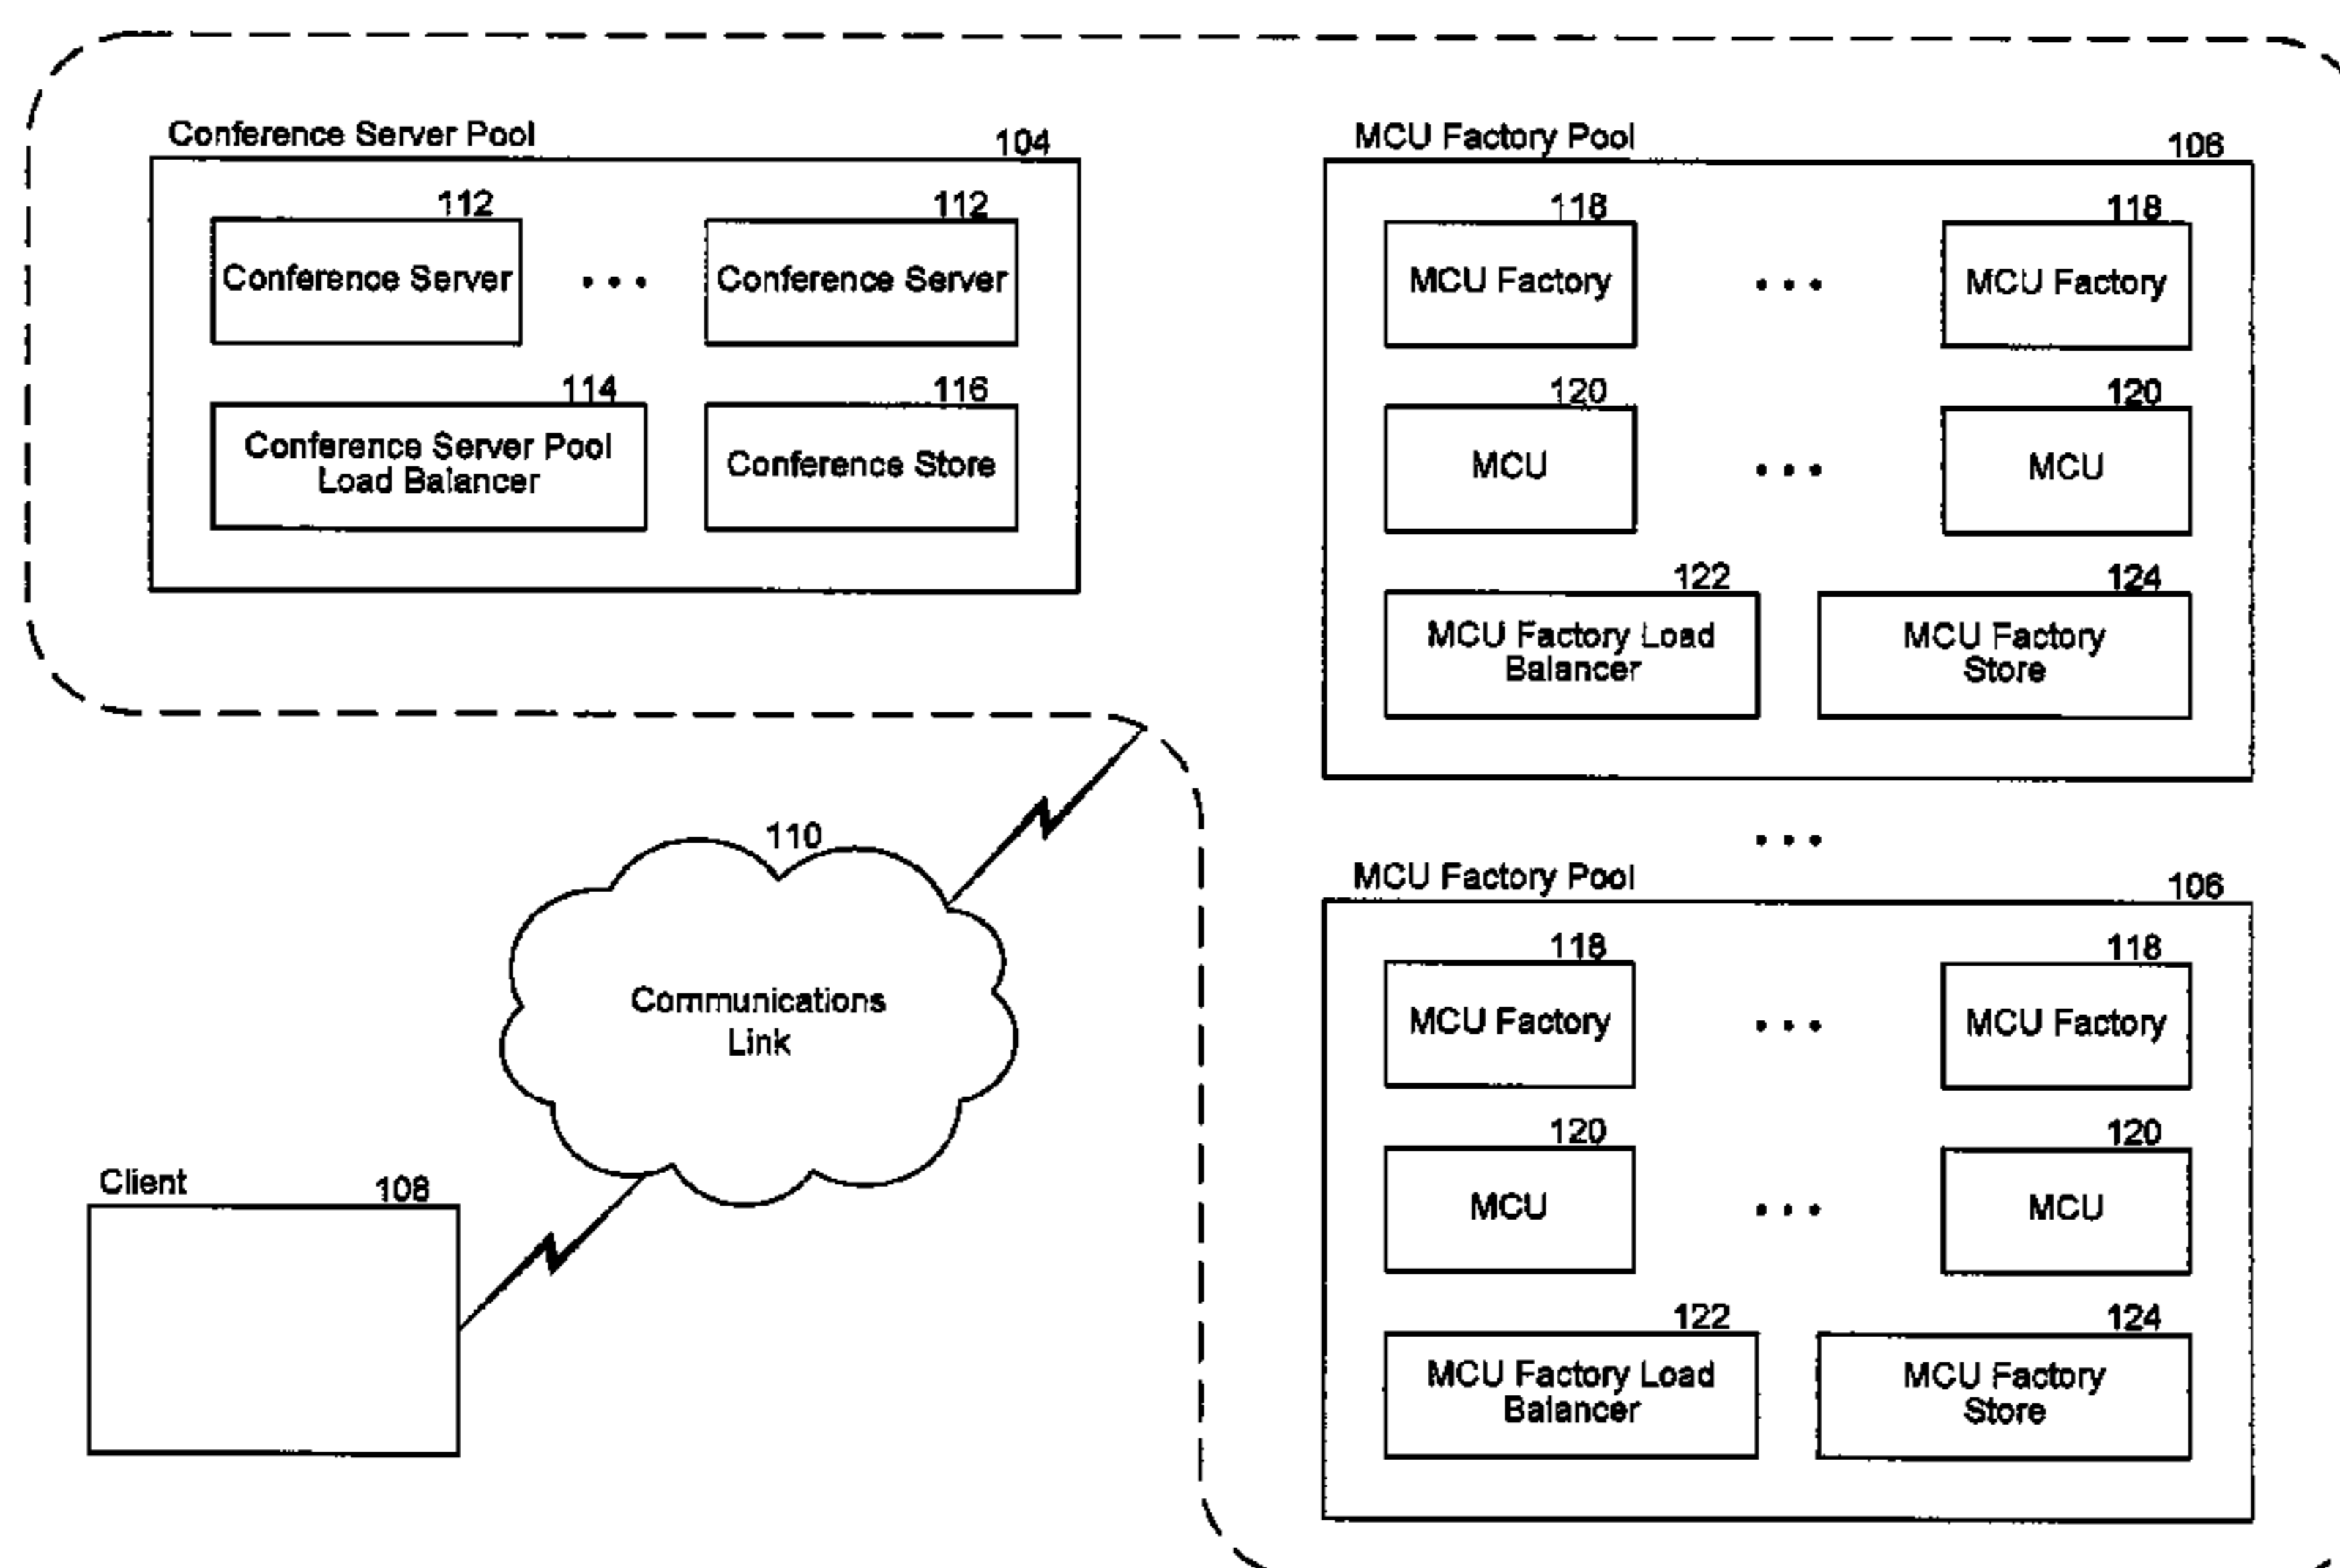 Conference Server Pool
104
112
112
Conference Server
Conference Server
114
116
Conference Server Pool
Load Balancer
Conference Store
MCU Factory Pool
106
118
118
MCU Factory
MCU Factory
120
120
MCU
MCU
122
124
MCU Factory Load
Balancer
MCU Factory
Store
110
Communications
Link
Client
108
MCU Factory Pool
106
118
118
MCU Factory
MCU Factory
120
120
MCU
MCU
122
124
MCU Factory Load
Balancer
MCU Factory
Store